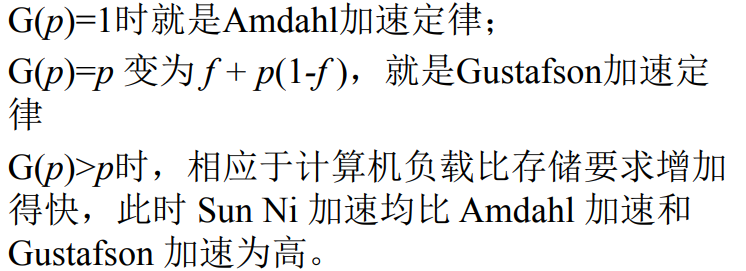 G(p)=1时就是Amdahl加速定律；
G(p)=p 变为 f + p(1-f )，就是Gustafson加速定
律
G(p)>p时，相应于计算机负载比存储要求增加
得快，此时 Sun Ni 加速均比 Amdahl 加速和
Gustafson 加速为高。